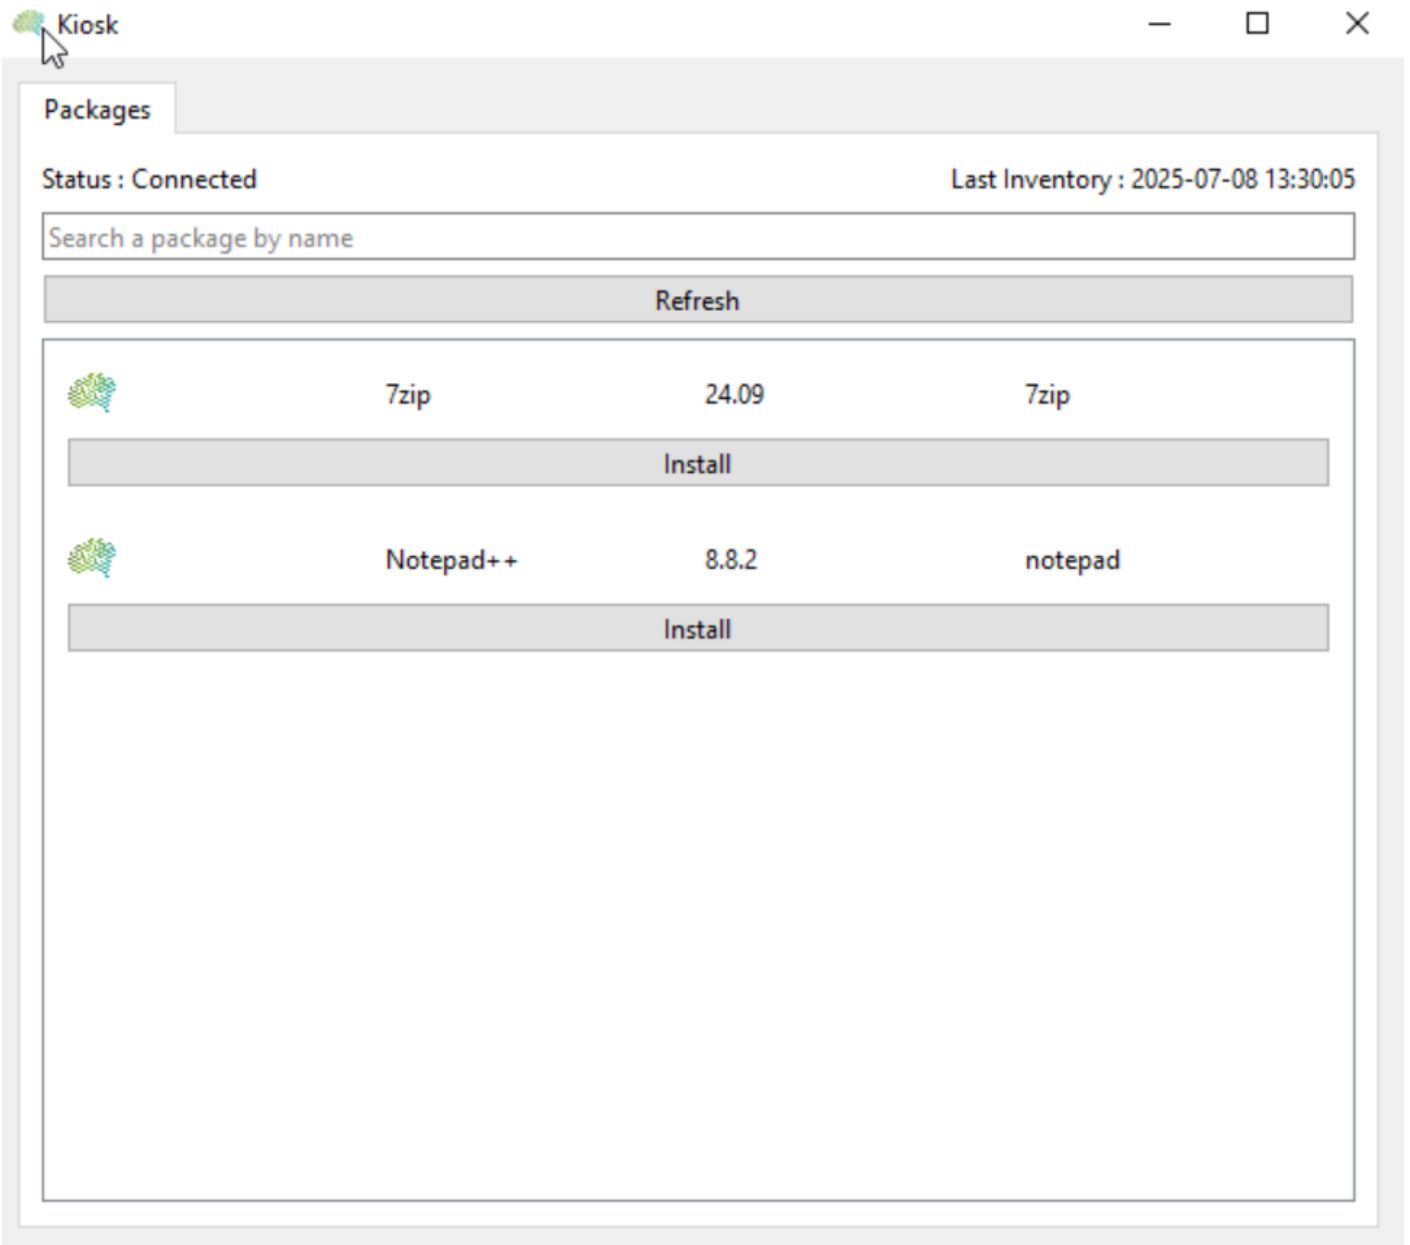 Kiosk
Packages
Status : Connected Last Inventory : 2025-07-08 13:30:05
Search a package by name
Refresh
7zip 24.09 7zip
Install
Notepad++ 8.8.2 notepad
Install